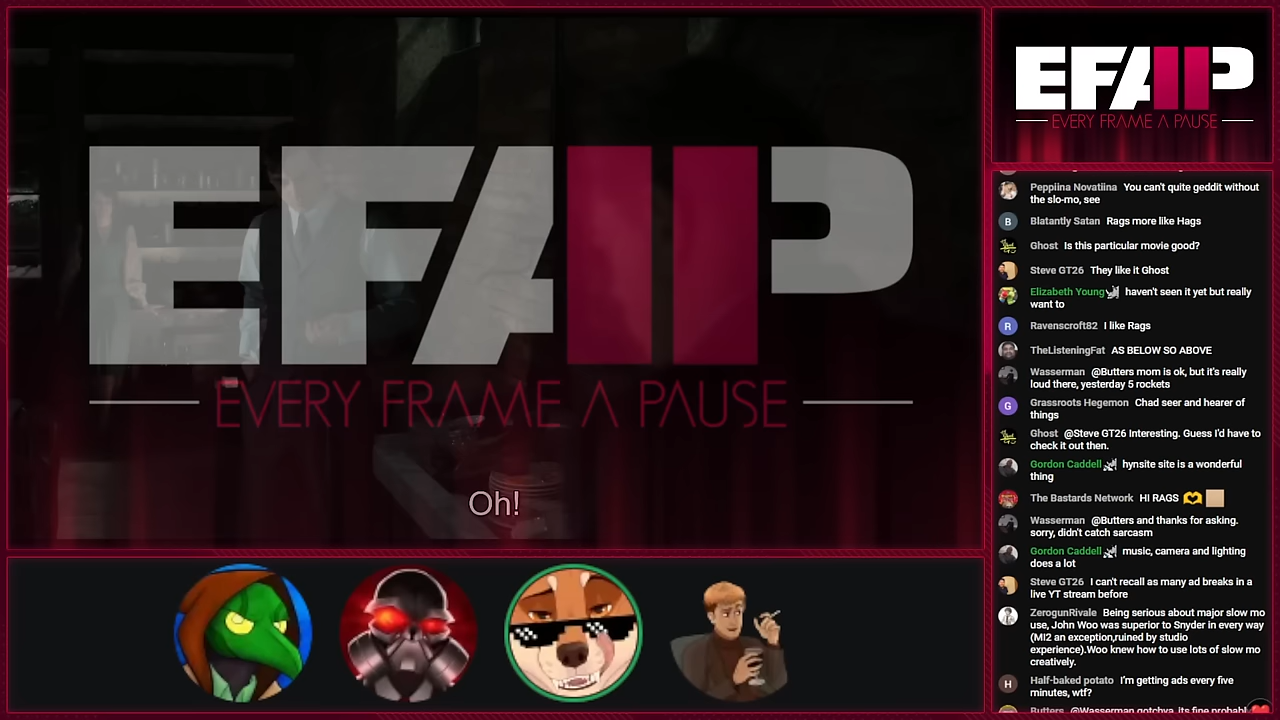 EFAP
EVERY FRAME A PAUSE
Oh!
EFAP
EVERY FRAME A PAUSE
Peppiina Novatiina You can't quite geddit without
the slo-mo, see
B Blatantly Satan Rags more like Hags
Ghost Is this particular movie good?
Steve GT26 They like it Ghost
Elizabeth Young haven't seen it yet but really
want to
R Ravenscroft82 I like Rags
TheListeningFat AS BELOW SO ABOVE
Wasserman @Butters mom is ok, but it's really
loud there, yesterday 5 rockets
G Grassroots Hegemon Chad seer and hearer of
things
Ghost @Steve GT26 Interesting. Guess I'd have to
check it out then.
Gordon Caddell hynsite site is a wonderful
thing
The Bastards Network HI RAGS
Wasserman @Butters and thanks for asking.
sorry, didn't catch sarcasm
Gordon Caddell music, camera and lighting
does a lot
Steve GT26 I can't recall as many ad breaks in a
live YT stream before
ZerogunRivale Being serious about major slow mo
use, John Woo was superior to Snyder in every way
(MI2 an exception,ruined by studio
experience).Woo knew how to use lots of slow mo
creatively.
H Half-baked potato I'm getting ads every five
minutes, wtf?
Butters @Wasserman gotchya, its fine